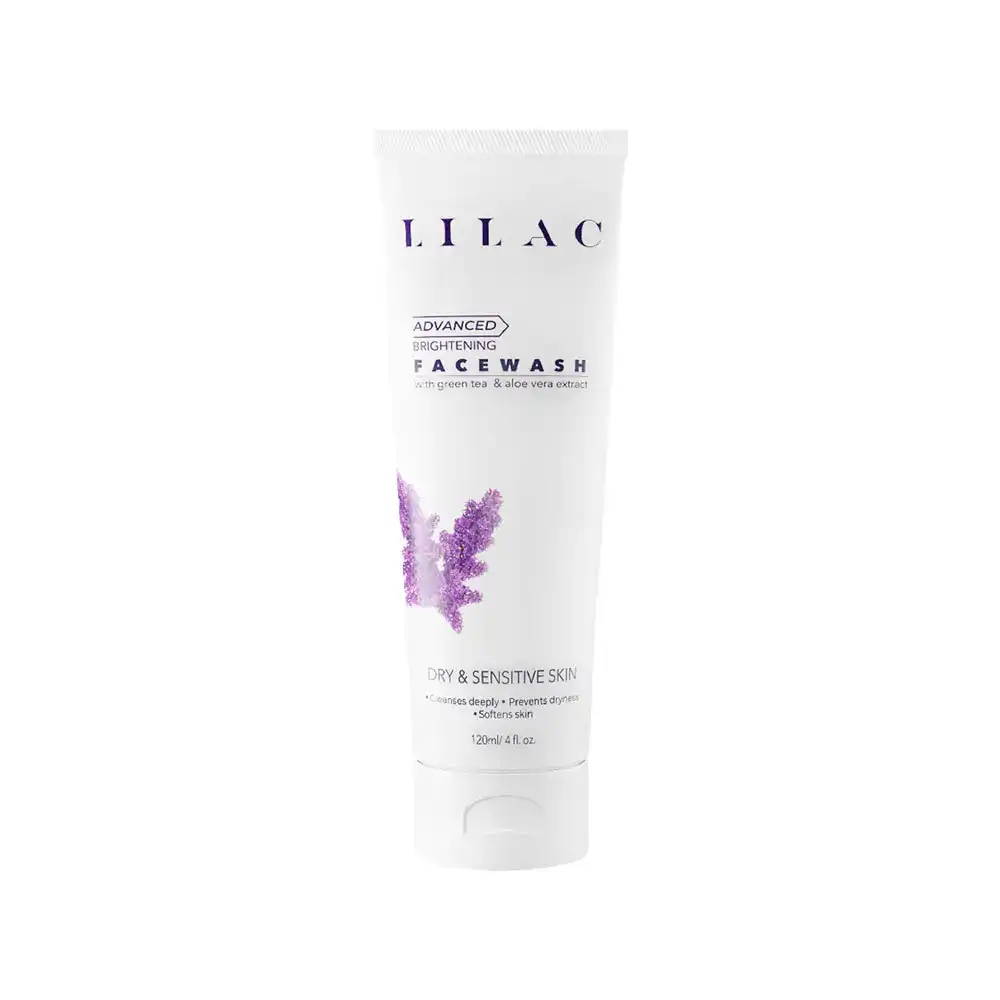 LILAC
ADVANCED
BRIGHTENING
FACEWASH
with green tea & aloe vera extract
DRY & SENSITIVE SKIN
• Cleanses deeply • Prevents dryness
• Softens skin
120ml/ 4 fl. oz.